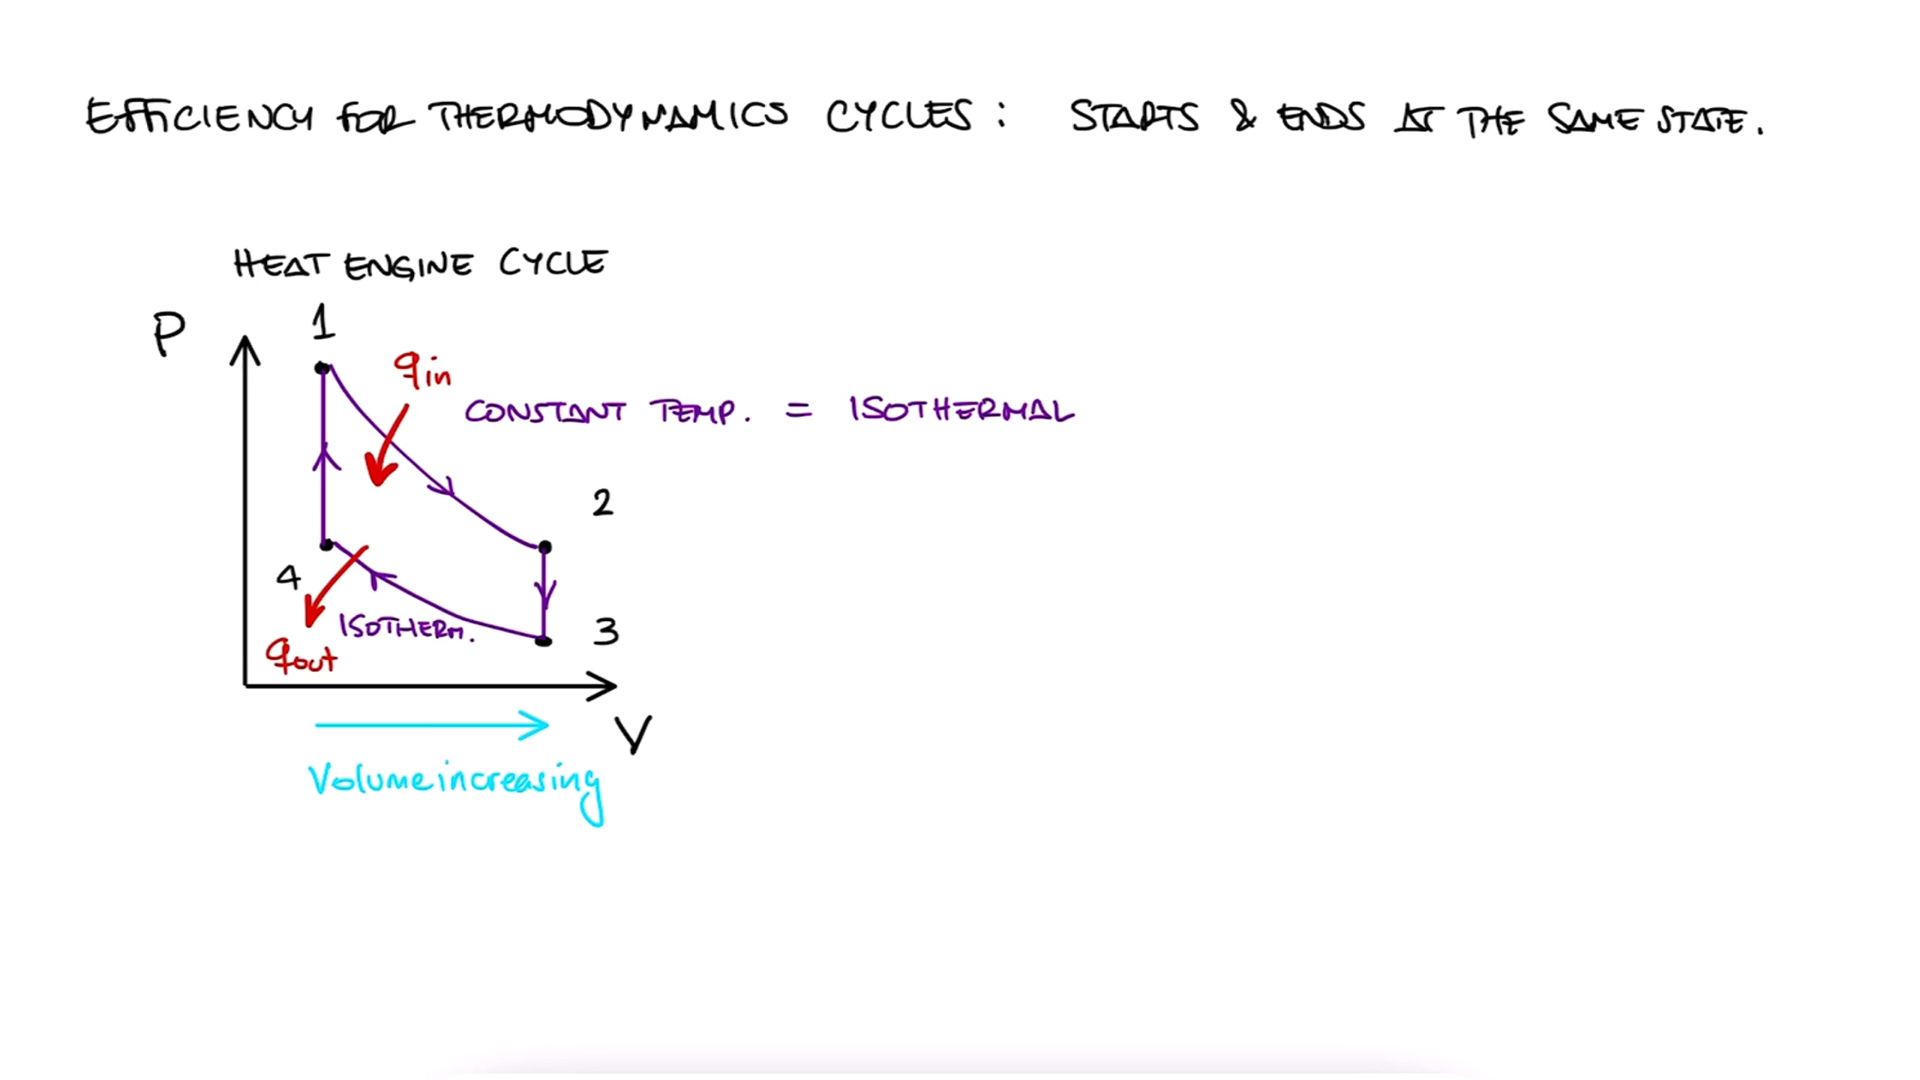 EFFICIENCY FOR THERMODYNAMICS CYCLES: STARTS & ENDS AT THE SAME STATE.
HEAT ENGINE CYCLE
P
1
qin
CONSTANT TEMP. = ISOTHERMAL
2
4
ISOTHERM.
3
qout
V
Volume increasing